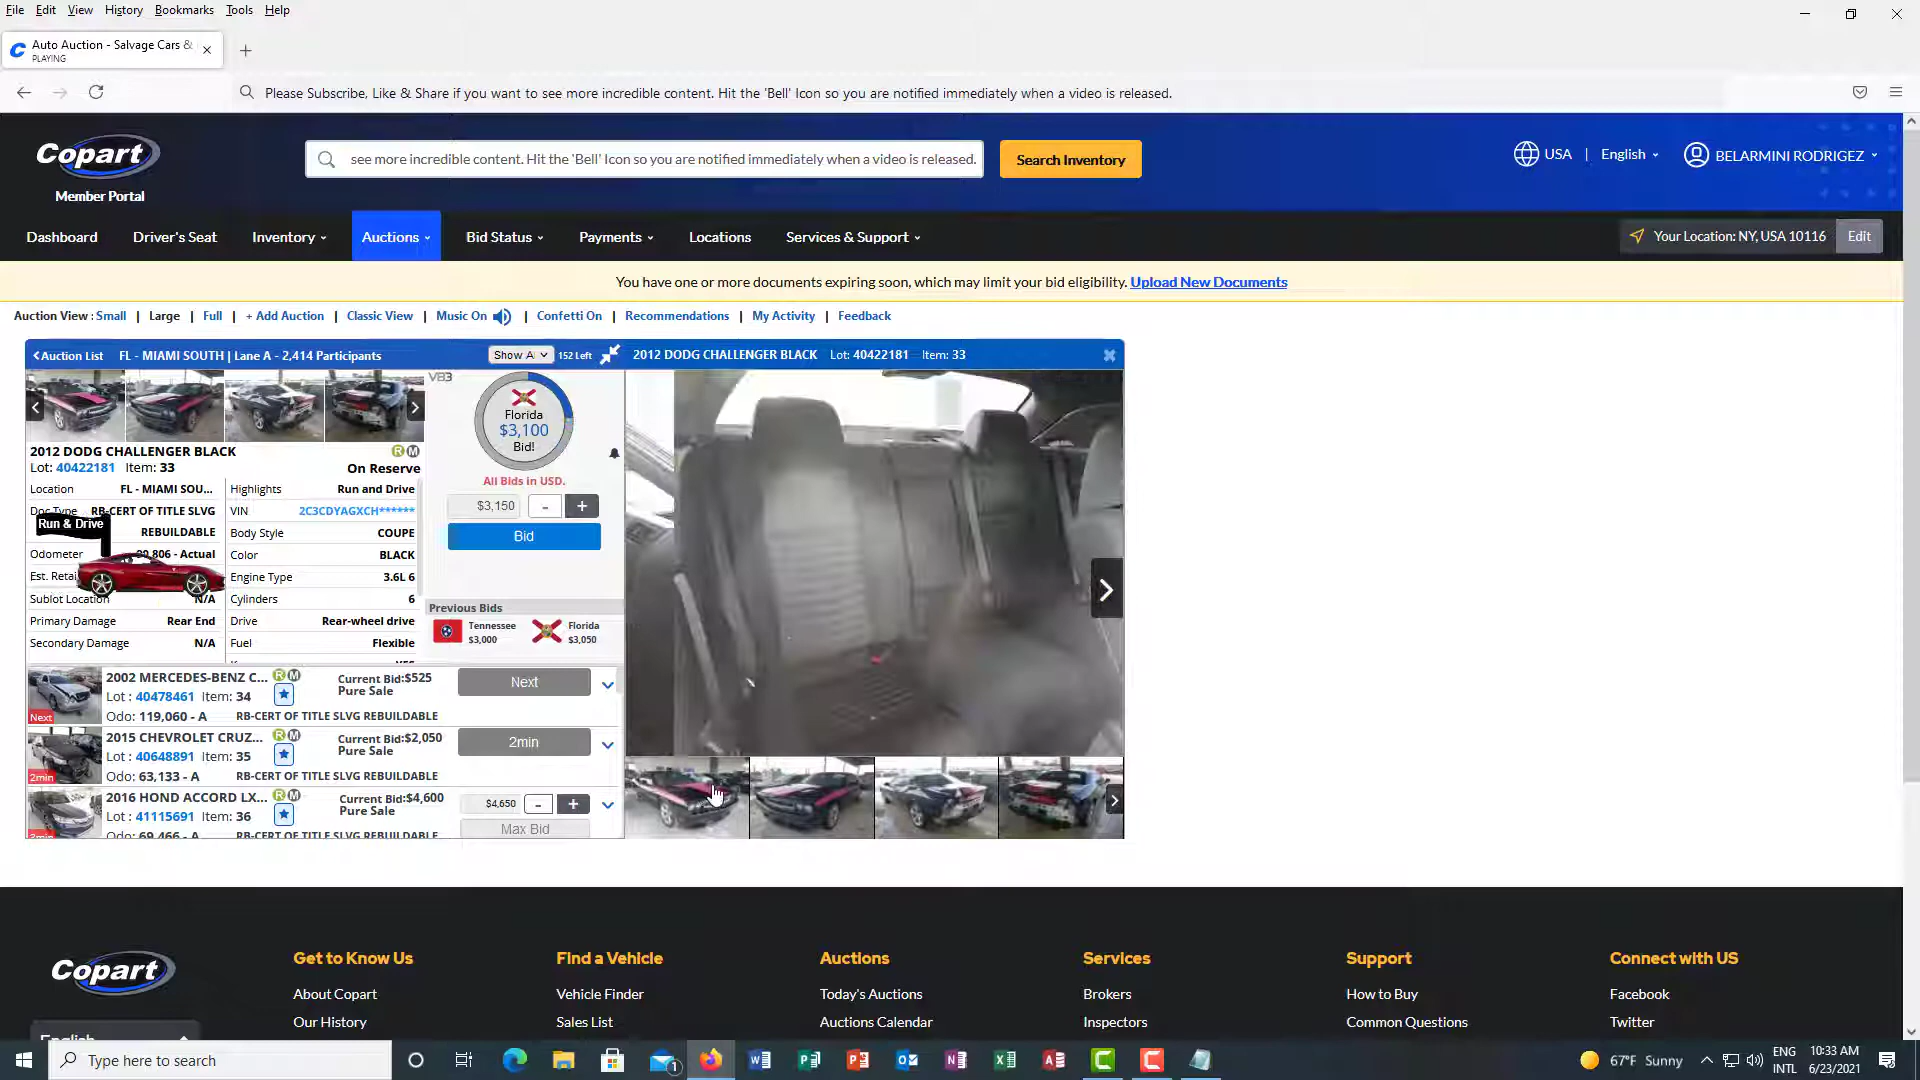 File Edit View History Bookmarks Tools Help
Auto Auction - Salvage Cars &
PLAYING
Please Subscribe, Like & Share if you want to see more incredible content. Hit the 'Bell' Icon so you are notified immediately when a video is released.
Copart
Member Portal
see more incredible content. Hit the 'Bell' Icon so you are notified immediately when a video is released.
Search Inventory
USA | English
BELARMINI RODRIGEZ
Dashboard Driver's Seat Inventory Auctions Bid Status Payments Locations Services & Support
Your Location: NY, USA 10116 Edit
You have one or more documents expiring soon, which may limit your bid eligibility. Upload New Documents
Auction View : Small | Large | Full | + Add Auction | Classic View | Music On | Confetti On | Recommendations | My Activity | Feedback
Auction List FL - MIAMI SOUTH | Lane A - 2,414 Participants
Show A 152 Left
2012 DODG CHALLENGER BLACK Lot: 40422181 Item: 33
VB3
Florida
$3,100
Bid!
All Bids in USD.
$3,150 - +
Bid
Previous Bids
Tennessee
$3,000
Florida
$3,050
2012 DODG CHALLENGER BLACK R M
Lot: 40422181 Item: 33 On Reserve
Location FL - MIAMI SOU...
Doc Type RB-CERT OF TITLE SLVG
REBUILDABLE
Run & Drive
Odometer 806 - Actual
Est. Retai
Sublot Location N/A
Primary Damage Rear End
Secondary Damage N/A
Highlights Run and Drive
VIN 2C3CDYAGXCH******
Body Style COUPE
Color BLACK
Engine Type 3.6L 6
Cylinders 6
Drive Rear-wheel drive
Fuel Flexible
2002 MERCEDES-BENZ C... R M Current Bid:$525 Next
Lot : 40478461 Item: 34 Pure Sale
Next Odo: 119,060 - A RB-CERT OF TITLE SLVG REBUILDABLE
2015 CHEVROLET CRUZ... R M Current Bid:$2,050 2min
Lot : 40648891 Item: 35 Pure Sale
2min Odo: 63,133 - A RB-CERT OF TITLE SLVG REBUILDABLE
2016 HOND ACCORD LX... R M Current Bid:$4,600 $4,650 - +
Lot : 41115691 Item: 36 Pure Sale
Odo: 69,466 - A RB-CERT OF TITLE SLVG REBUILDABLE Max Bid
Copart
English
Get to Know Us
About Copart
Our History
Find a Vehicle
Vehicle Finder
Sales List
Auctions
Today's Auctions
Auctions Calendar
Services
Brokers
Inspectors
Support
How to Buy
Common Questions
Connect with US
Facebook
Twitter
Type here to search
1
67°F Sunny
ENG
INTL
10:33 AM
6/23/2021